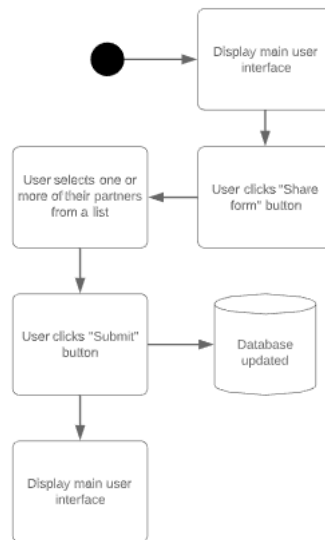 Display main user
interface
User clicks "Share
form" button
User selects one or
more of their partners
from a list
User clicks "Submit"
button
Database
updated
Display main user
interface